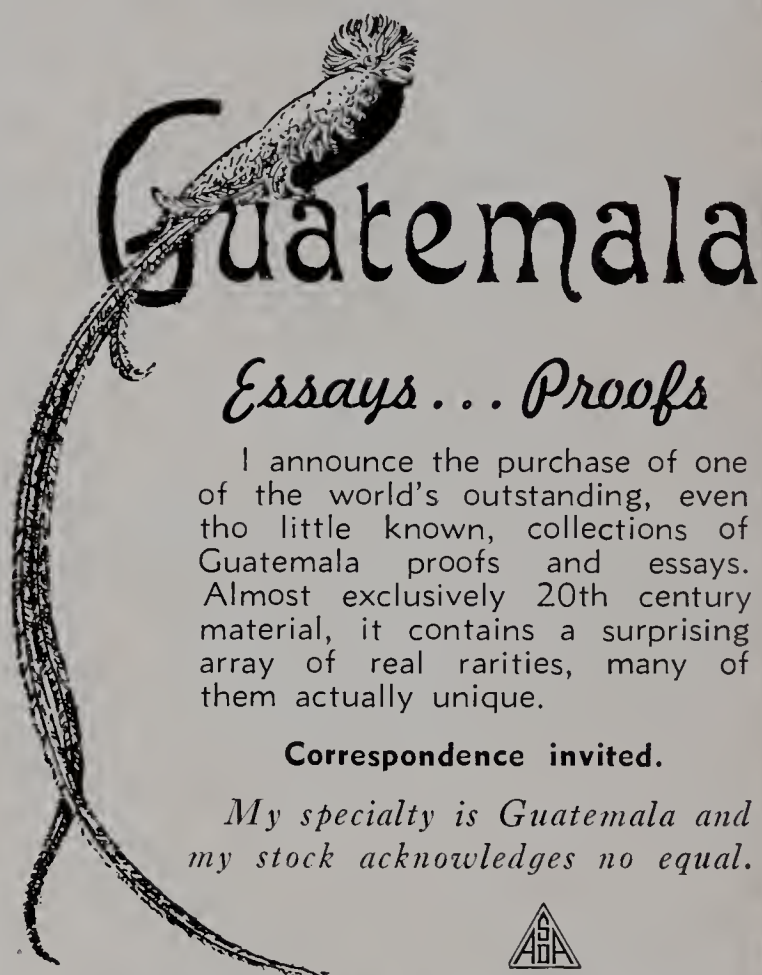 Guatemala
Essays... Proofs
I announce the purchase of one
of the world's outstanding, even
tho little known, collections of
Guatemala proofs and essays.
Almost exclusively 20th century
material, it contains a surprising
array of real rarities, many of
them actually unique.
Correspondence invited.
My specialty is Guatemala and
my stock acknowledges no equal.
ASDA